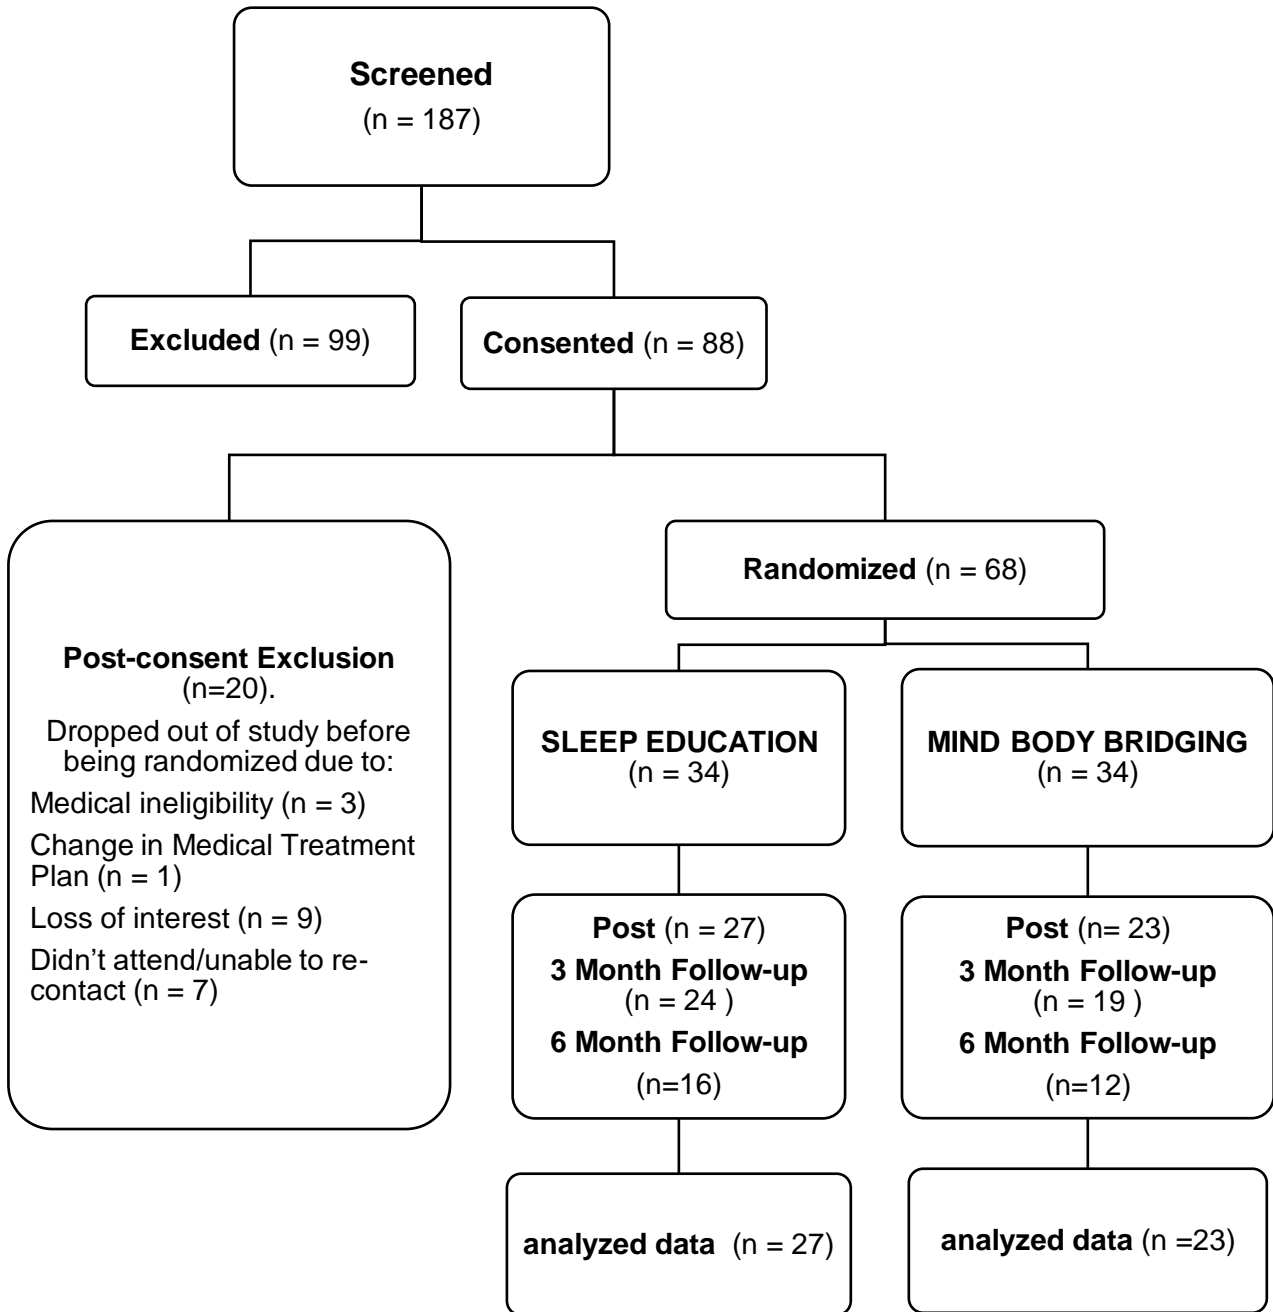 Screened
(n = 187)
Excluded (n = 99)
Consented (n = 88)
Post-consent Exclusion
(n=20).
Dropped out of study before
being randomized due to:
Medical ineligibility (n = 3)
Change in Medical Treatment
Plan (n = 1)
Loss of interest (n = 9)
Didn’t attend/unable to re-
contact (n = 7)
Randomized (n = 68)
SLEEP EDUCATION
(n = 34)
MIND BODY BRIDGING
(n = 34)
Post (n = 27)
3 Month Follow-up
(n = 24 )
6 Month Follow-up
(n=16)
Post (n= 23)
3 Month Follow-up
(n = 19 )
6 Month Follow-up
(n=12)
analyzed data  (n = 27)
analyzed data (n =23)